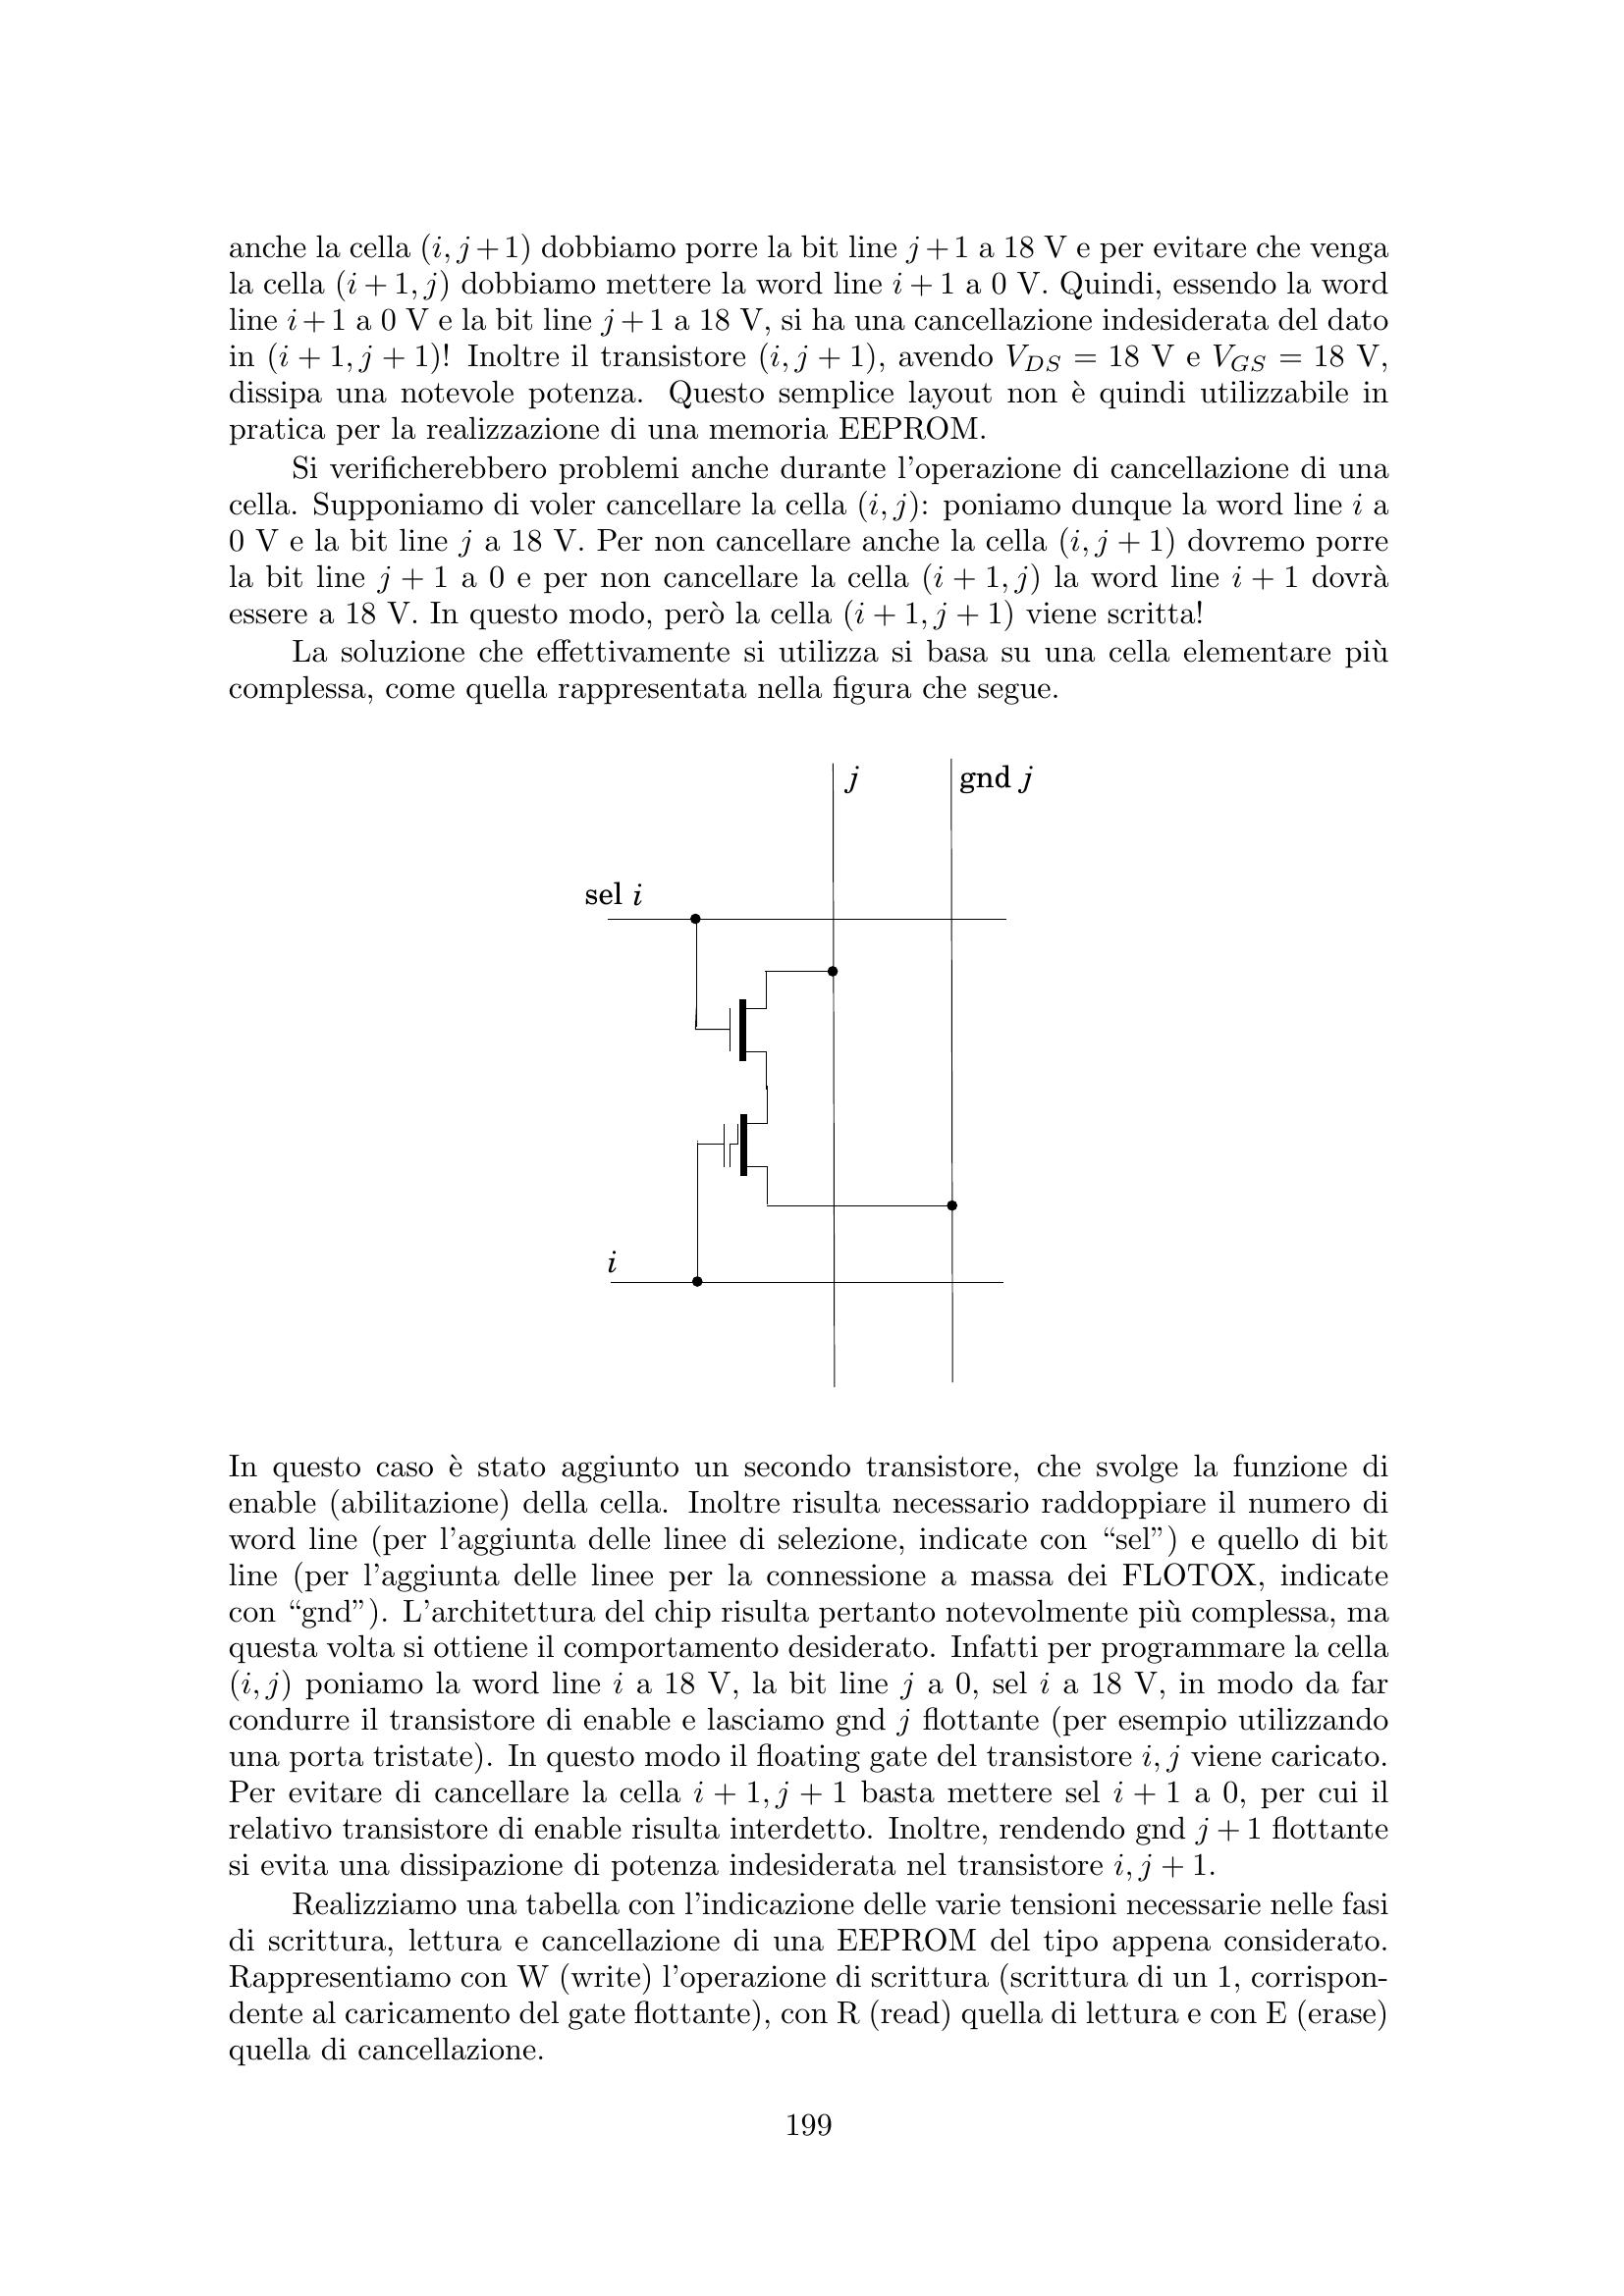 anche la cella (i, j + 1) dobbiamo porre la bit line j + 1 a 18 V e per evitare che venga
la cella (i + 1, j) dobbiamo mettere la word line i + 1 a 0 V. Quindi, essendo la word
line i + 1 a 0 V e la bit line j + 1 a 18 V, si ha una cancellazione indesiderata del dato
in (i + 1, j + 1)! Inoltre il transistore (i, j + 1), avendo V_DS = 18 V e V_GS = 18 V,
dissipa una notevole potenza. Questo semplice layout non è quindi utilizzabile in
pratica per la realizzazione di una memoria EEPROM.
Si verificherebbero problemi anche durante l'operazione di cancellazione di una
cella. Supponiamo di voler cancellare la cella (i, j): poniamo dunque la word line i a
0 V e la bit line j a 18 V. Per non cancellare anche la cella (i, j + 1) dovremo porre
la bit line j + 1 a 0 e per non cancellare la cella (i + 1, j) la word line i + 1 dovrà
essere a 18 V. In questo modo, però la cella (i + 1, j + 1) viene scritta!
La soluzione che effettivamente si utilizza si basa su una cella elementare più
complessa, come quella rappresentata nella figura che segue.
j
gnd j
sel i
i
In questo caso è stato aggiunto un secondo transistore, che svolge la funzione di
enable (abilitazione) della cella. Inoltre risulta necessario raddoppiare il numero di
word line (per l'aggiunta delle linee di selezione, indicate con “sel”) e quello di bit
line (per l'aggiunta delle linee per la connessione a massa dei FLOTOX, indicate
con “gnd”). L'architettura del chip risulta pertanto notevolmente più complessa, ma
questa volta si ottiene il comportamento desiderato. Infatti per programmare la cella
(i, j) poniamo la word line i a 18 V, la bit line j a 0, sel i a 18 V, in modo da far
condurre il transistore di enable e lasciamo gnd j flottante (per esempio utilizzando
una porta tristate). In questo modo il floating gate del transistore i, j viene caricato.
Per evitare di cancellare la cella i + 1, j + 1 basta mettere sel i + 1 a 0, per cui il
relativo transistore di enable risulta interdetto. Inoltre, rendendo gnd j + 1 flottante
si evita una dissipazione di potenza indesiderata nel transistore i, j + 1.
Realizziamo una tabella con l'indicazione delle varie tensioni necessarie nelle fasi
di scrittura, lettura e cancellazione di una EEPROM del tipo appena considerato.
Rappresentiamo con W (write) l'operazione di scrittura (scrittura di un 1, corrispon-
dente al caricamento del gate flottante), con R (read) quella di lettura e con E (erase)
quella di cancellazione.
199